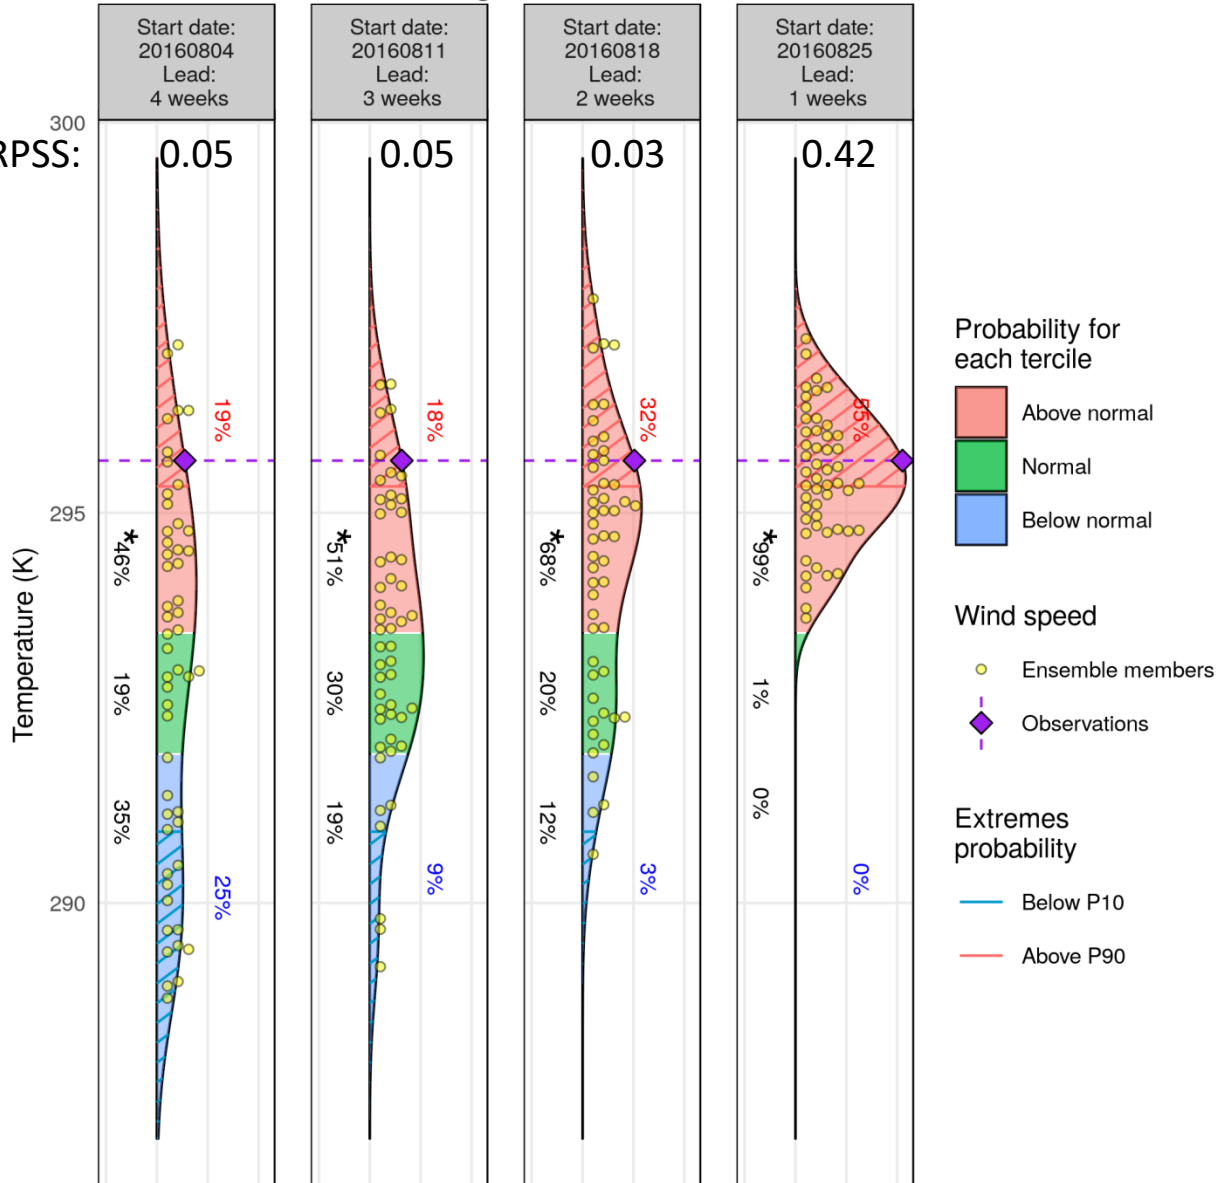 Start date:
20160804
Lead:
4 weeks
Start date:
20160811
Lead:
3 weeks
Start date:
20160818
Lead:
2 weeks
Start date:
20160825
Lead:
1 weeks
300
295
290
Temperature (K)
RPSS:
0.05
0.05
0.03
0.42
19%
*46%
19%
35%
25%
18%
*51%
30%
19%
9%
32%
*68%
20%
12%
3%
55%
*99%
1%
0%
0%
Probability for
each tercile
Above normal
Normal
Below normal
Wind speed
Ensemble members
Observations
Extremes
probability
Below P10
Above P90